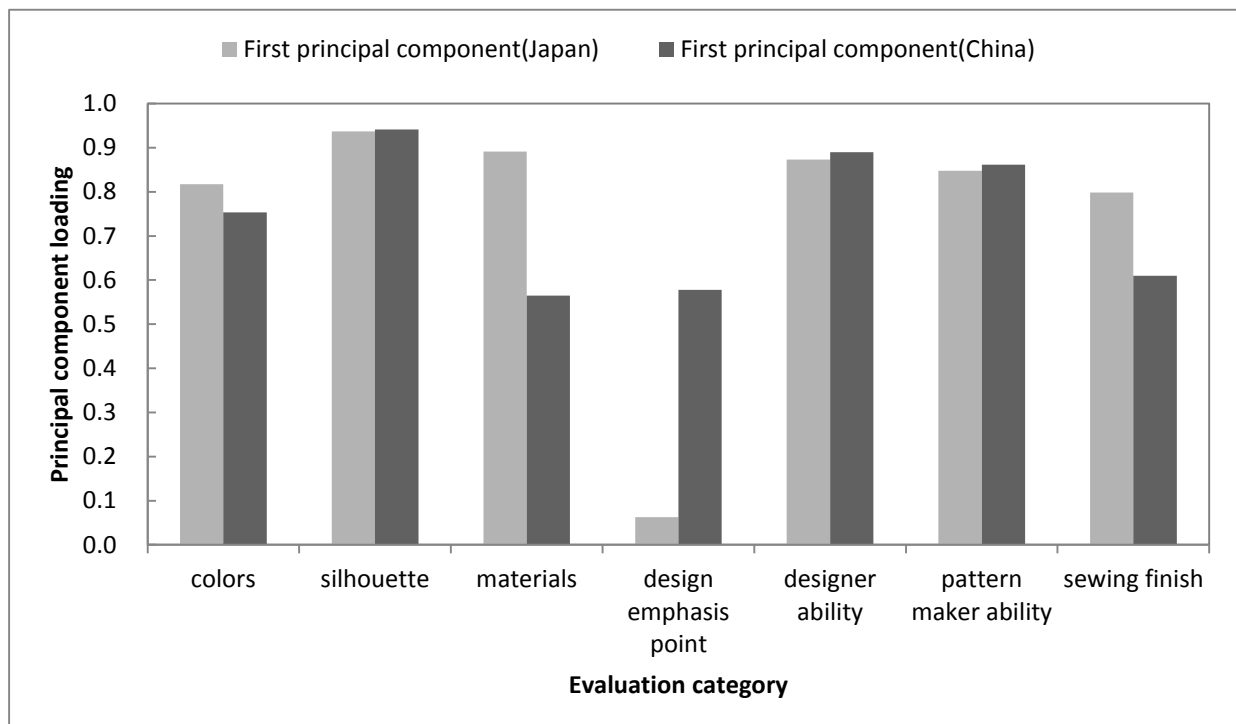 First principal component(Japan) First principal component(China)
Principal component loading
1.0
0.9
0.8
0.7
0.6
0.5
0.4
0.3
0.2
0.1
0.0
colors silhouette materials design emphasis point designer ability pattern maker ability sewing finish
Evaluation category